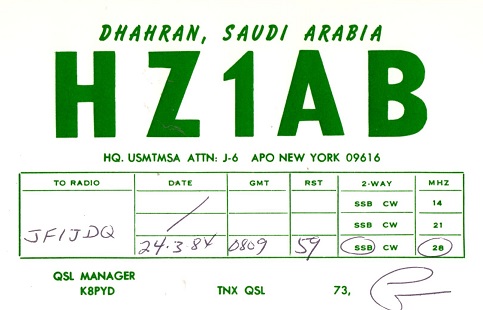 DHAHRAN, SAUDI ARABIA
HZ1AB
HQ. USMTMSA ATTN: J-6 APO NEW YORK 09616
TO RADIO DATE GMT RST 2-WAY MHZ
SSB CW 14
SSB CW 21
JF1JDQ 24·3·84 0809 59 SSB CW 28
QSL MANAGER
K8PYD TNX QSL 73,